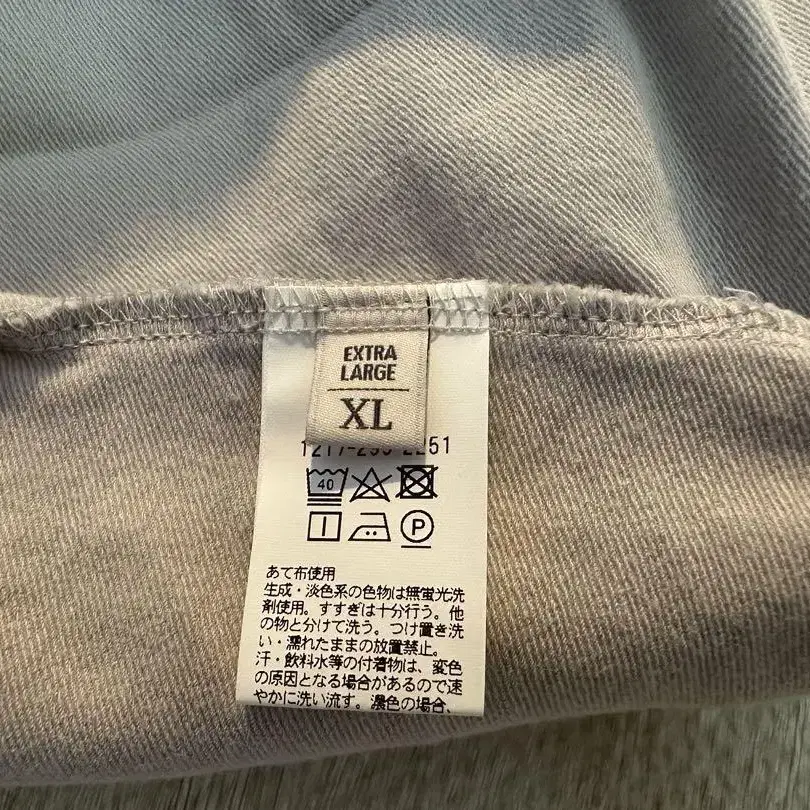 EXTRA
LARGE
XL
51
40
P
あて布使用
生成・淡色系の色物は無蛍光洗
剤使用。すすぎは十分行う。他
の物と分けて洗う。つけ置き洗
い・濡れたままの放置禁止。
汗・飲料水等の付着物は、変色
の原因となる場合があるので速
やかに洗い流す。濃色の場合、